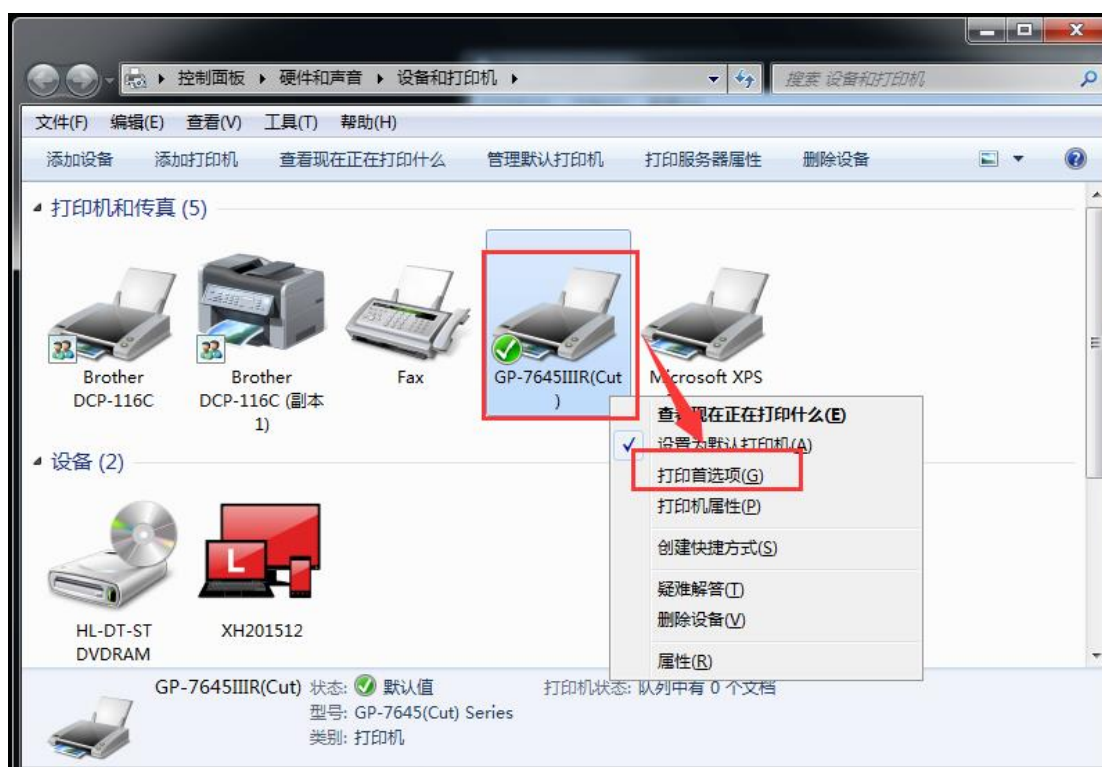 控制面板 ▸ 硬件和声音 ▸ 设备和打印机 ▸
搜索 设备和打印机
文件(F) 编辑(E) 查看(V) 工具(T) 帮助(H)
添加设备 添加打印机 查看现在正在打印什么 管理默认打印机 打印服务器属性 删除设备
打印机和传真 (5)
Brother
DCP-116C
Brother
DCP-116C (副本
1)
Fax
GP-7645IIIR(Cut
)
Microsoft XPS
查看现在正在打印什么(E)
设置为默认打印机(A)
打印首选项(G)
打印机属性(P)
创建快捷方式(S)
疑难解答(T)
删除设备(V)
属性(R)
设备 (2)
L
HL-DT-ST
DVDRAM
XH201512
GP-7645IIIR(Cut) 状态: 默认值 打印机状态: 队列中有 0 个文档
型号: GP-7645(Cut) Series
类别: 打印机